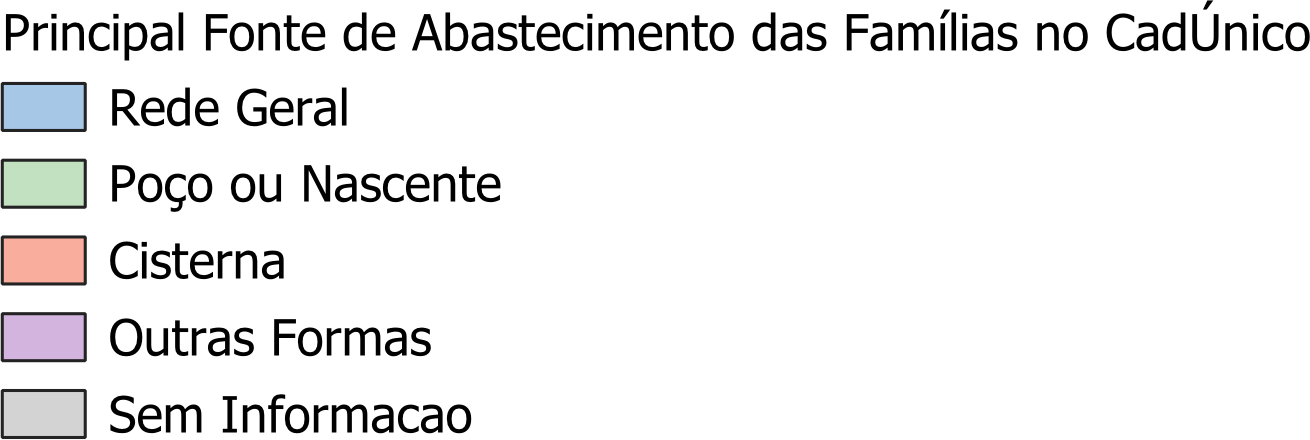 Principal Fonte de Abastecimento das Famílias no CadÚnico
Rede Geral
Poço ou Nascente
Cisterna
Outras Formas
Sem Informacao